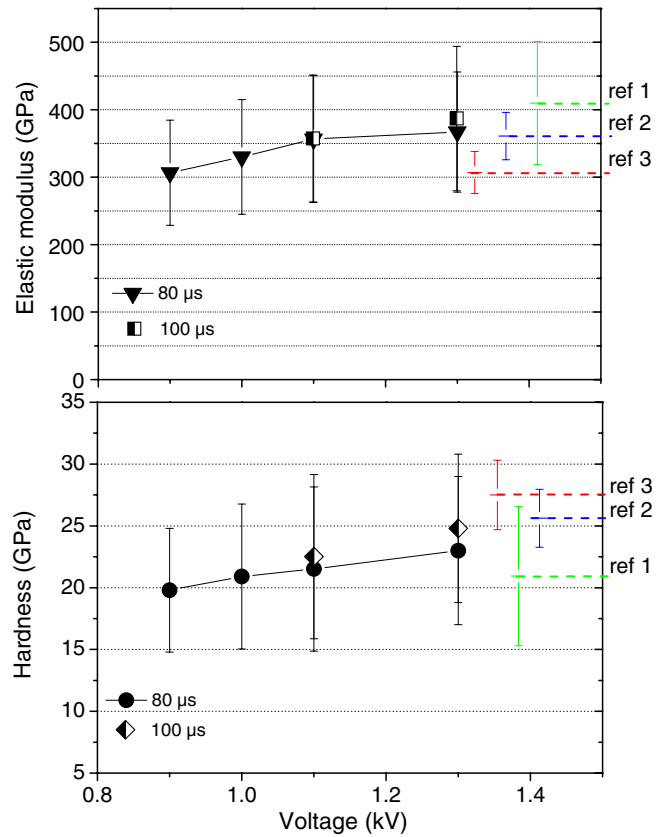 500
400
300
200
100
0
Elastic modulus (GPa)
ref 1
ref 2
ref 3
80 µs
100 µs
35
30
25
20
15
10
5
Hardness (GPa)
ref 3
ref 2
ref 1
80 µs
100 µs
0.8 1.0 1.2 1.4
Voltage (kV)